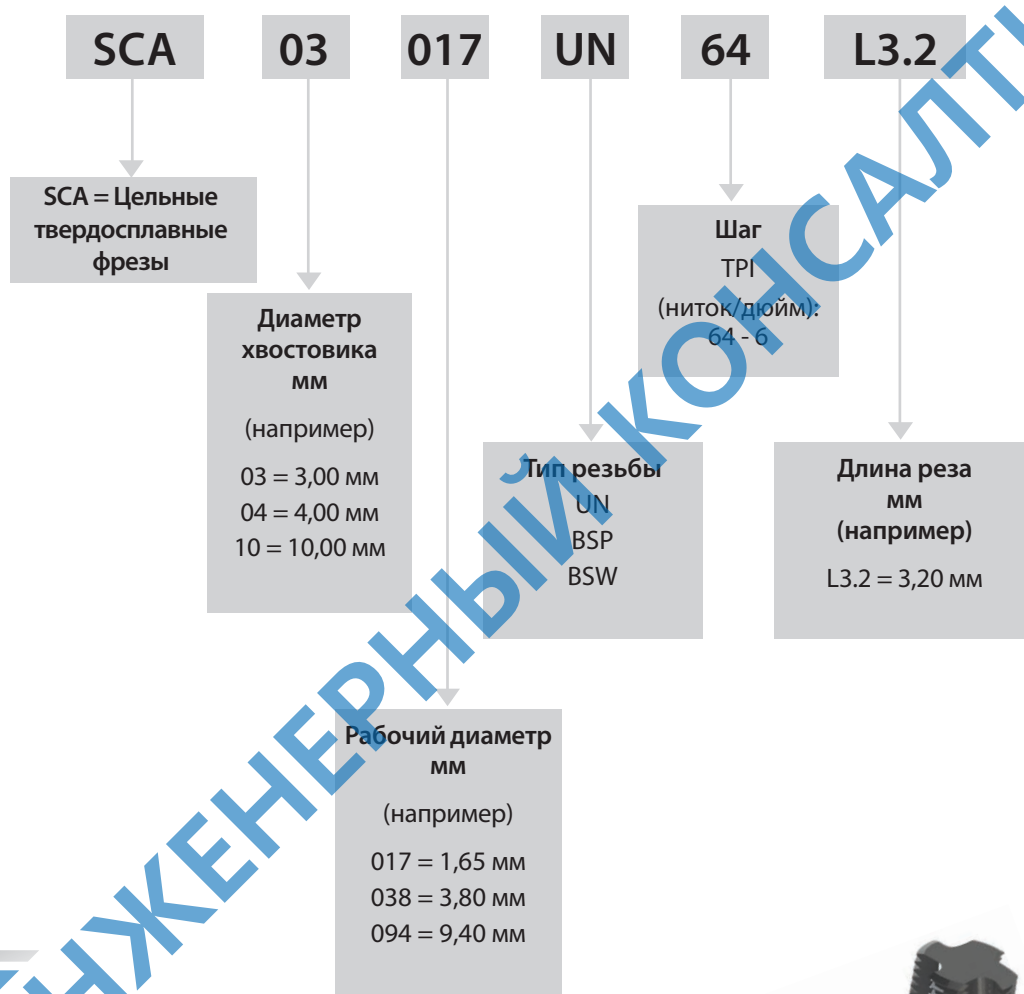 SCA 03 017 UN 64 L3.2
SCA = Цельные
твердосплавные
фрезы
Диаметр
хвостовика
мм
(например)
03 = 3,00 мм
04 = 4,00 мм
10 = 10,00 мм
Рабочий диаметр
мм
(например)
017 = 1,65 мм
038 = 3,80 мм
094 = 9,40 мм
Тип резьбы
UN
BSP
BSW
Шаг
TPI
(ниток/дюйм):
64 - 6
Длина реза
мм
(например)
L3.2 = 3,20 мм
НЖЕНЕРНЫЙ КОНСАЛТ